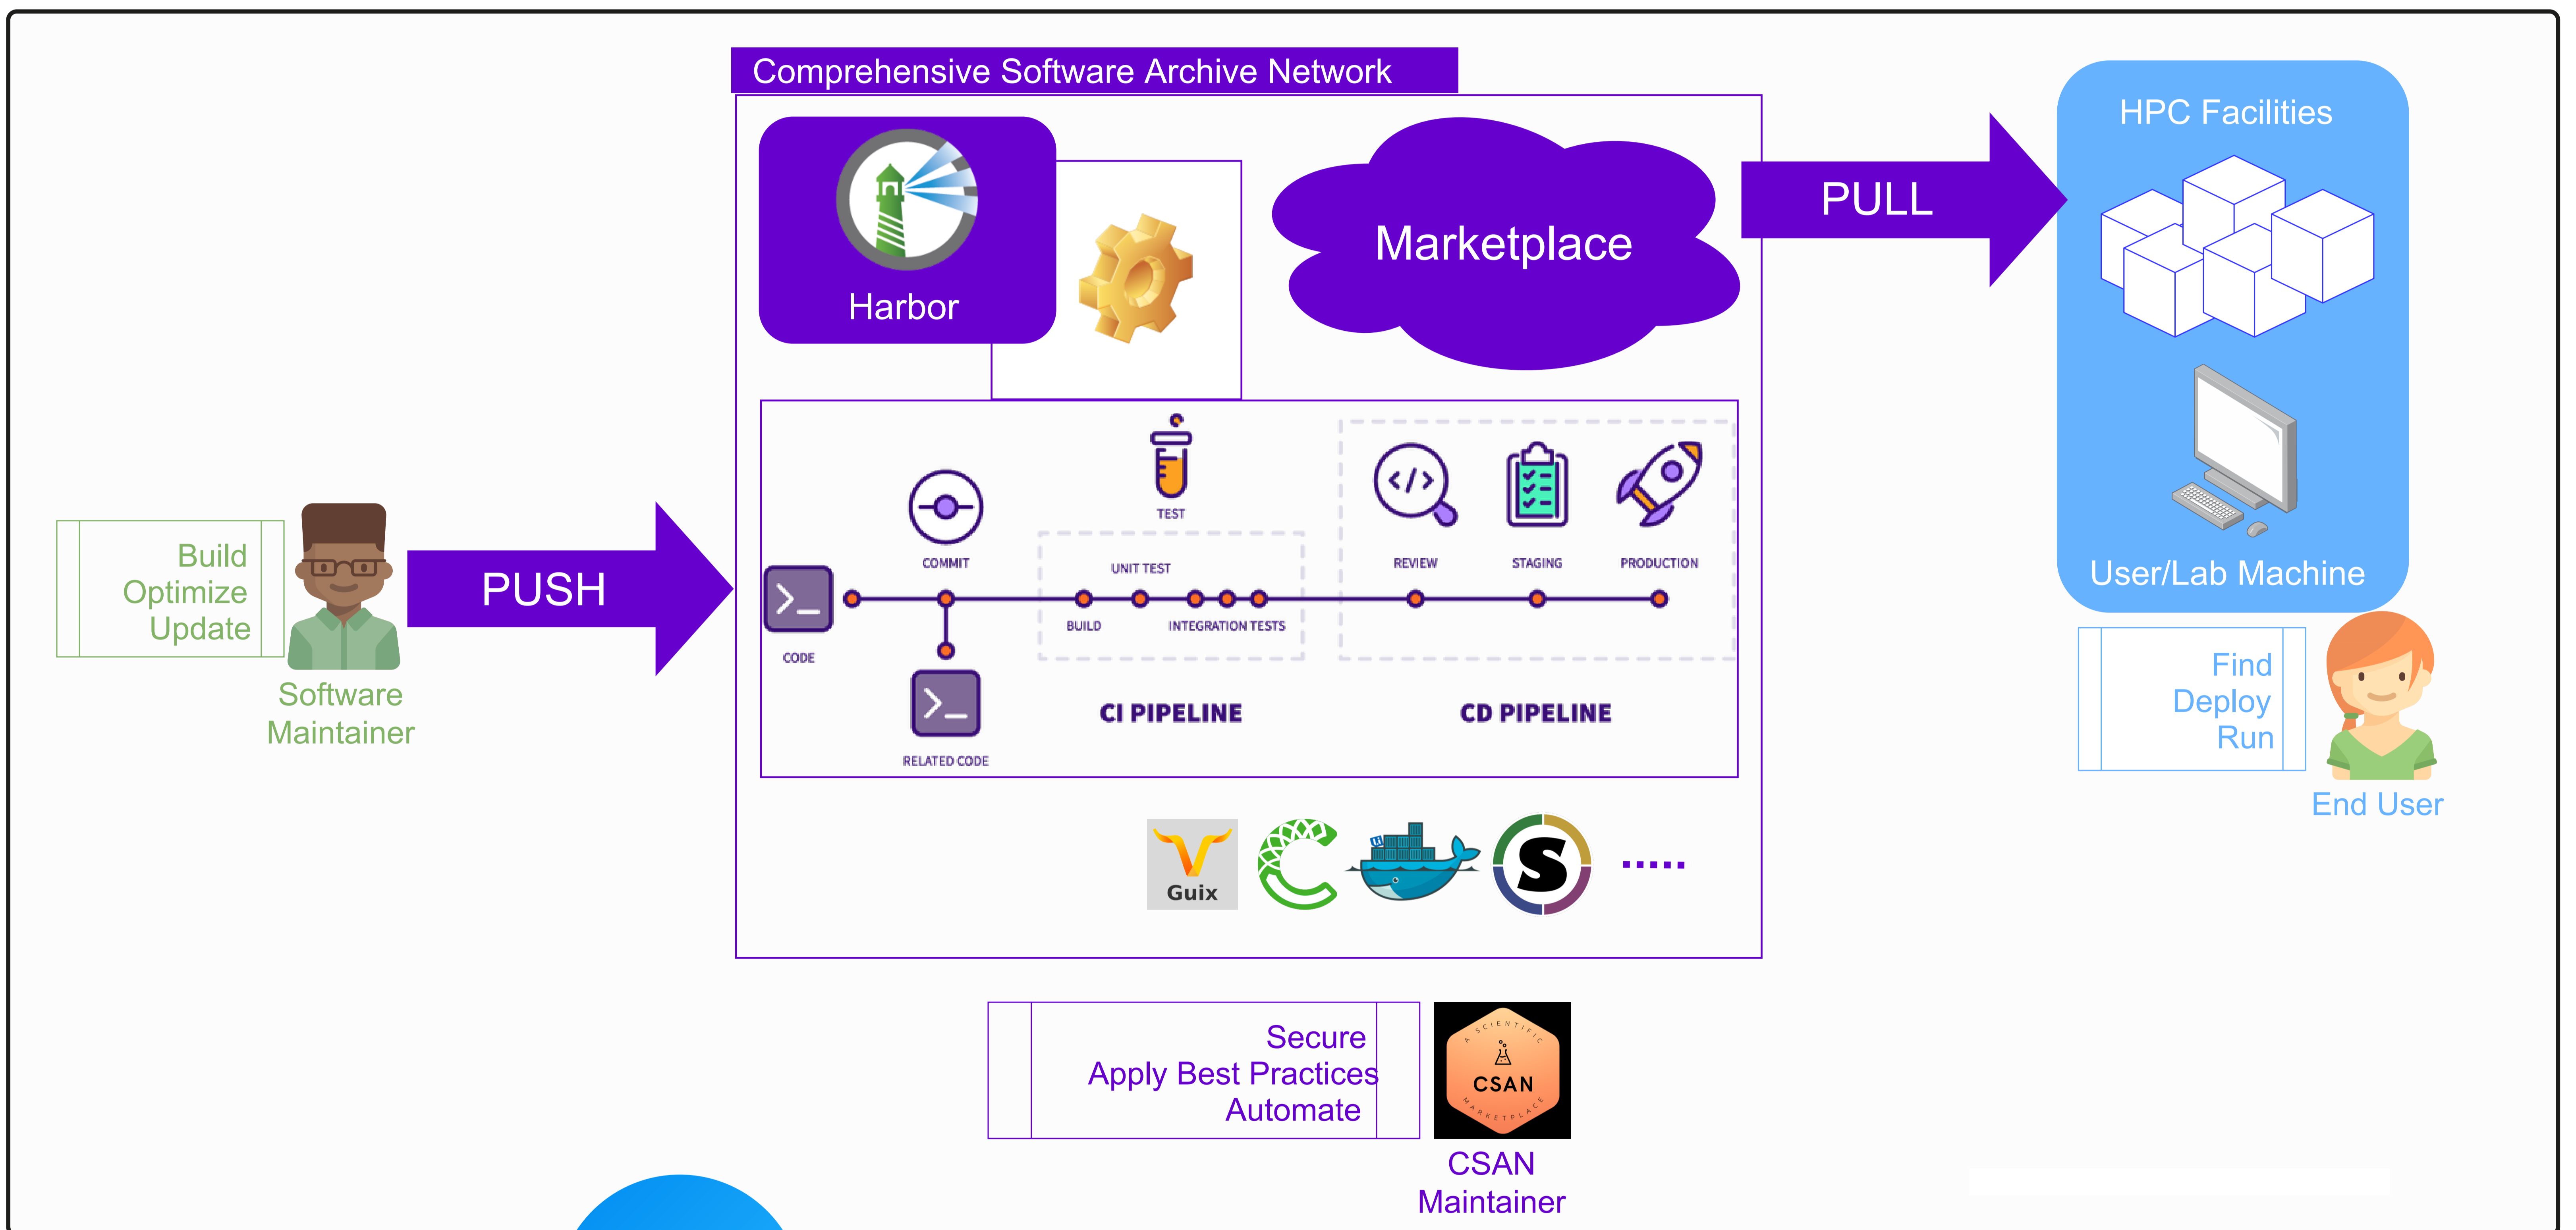 Comprehensive Software Archive Network
Harbor
Marketplace
PULL
HPC Facilities
User/Lab Machine
Build
Optimize
Update
Software
Maintainer
PUSH
TEST
COMMIT
UNIT TEST
REVIEW
STAGING
PRODUCTION
BUILD
INTEGRATION TESTS
CODE
CI PIPELINE
CD PIPELINE
RELATED CODE
Find
Deploy
Run
End User
Guix
S
.....
Secure
Apply Best Practices
Automate
A SCIENTIFIC
CSAN
MARKETPLACE
CSAN
Maintainer